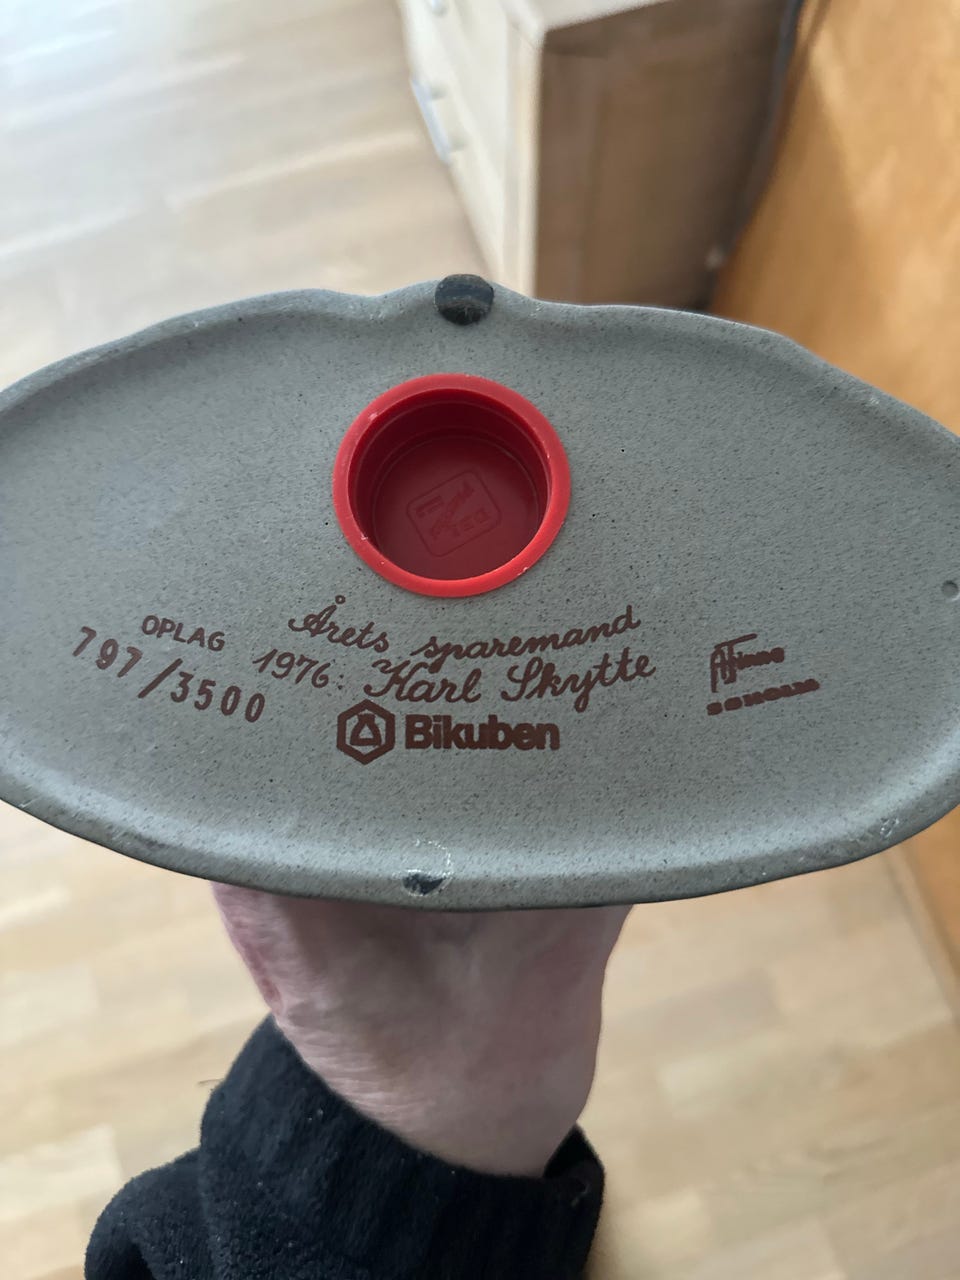 Årets sparemand
1976: Karl Skytte
OPLAG
797/3500
Bikuben